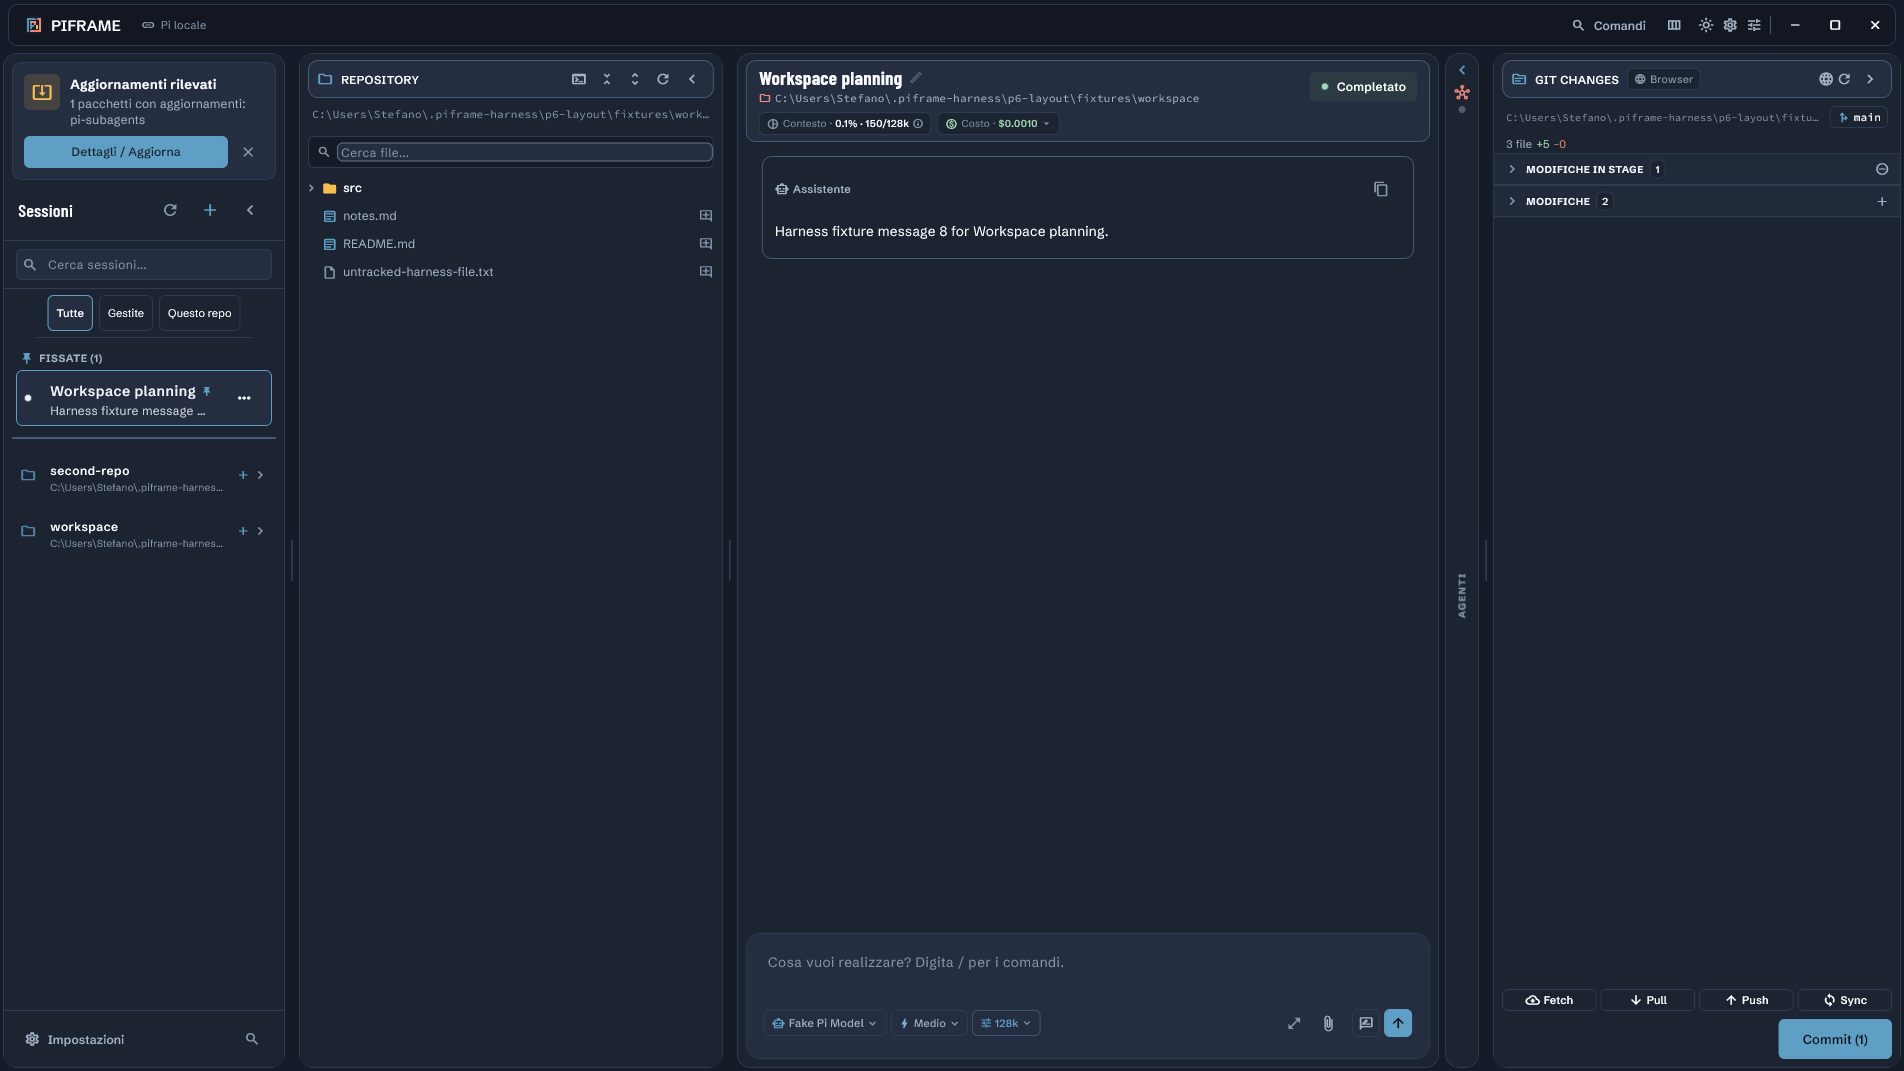 PIFRAME
Pi locale
Comandi
Aggiornamenti rilevati
1 pacchetti con aggiornamenti:
pi-subagents
Dettagli / Aggiorna
Sessioni
Cerca sessioni...
Tutte
Gestite
Questo repo
FISSATE (1)
Workspace planning
Harness fixture message ...
second-repo
C:\Users\Stefano\.piframe-harnes...
workspace
C:\Users\Stefano\.piframe-harnes...
Impostazioni
REPOSITORY
C:\Users\Stefano\.piframe-harness\p6-layout\fixtures\work...
Cerca file...
src
notes.md
README.md
untracked-harness-file.txt
Workspace planning
C:\Users\Stefano\.piframe-harness\p6-layout\fixtures\workspace
Contesto · 0.1% • 150/128k
Costo · $0.0010
Completato
Assistente
Harness fixture message 8 for Workspace planning.
Cosa vuoi realizzare? Digita / per i comandi.
Fake Pi Model
Medio
128k
AGENTI
GIT CHANGES
Browser
C:\Users\Stefano\.piframe-harness\p6-layout\fixtu...
main
3 file +5 -0
MODIFICHE IN STAGE 1
MODIFICHE 2
Fetch
Pull
Push
Sync
Commit (1)